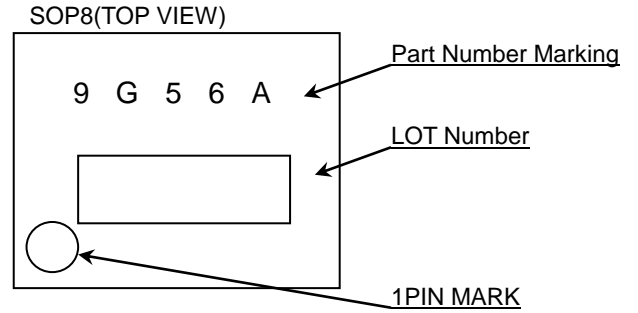 SOP8(TOP VIEW)
Part Number Marking
9 G 5 6 A
LOT Number
1PIN MARK